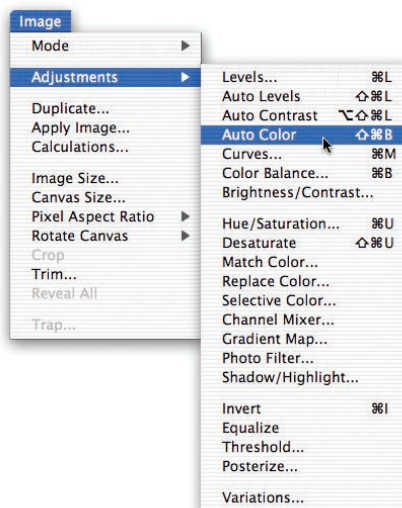 Image
Mode
Adjustments
Duplicate...
Apply Image...
Calculations...
Image Size...
Canvas Size...
Pixel Aspect Ratio
Rotate Canvas
Crop
Trim...
Reveal All
Trap...
Levels... ⌘L
Auto Levels ⇧⌘L
Auto Contrast ⌥⇧⌘L
Auto Color ⇧⌘B
Curves... ⌘M
Color Balance... ⌘B
Brightness/Contrast...
Hue/Saturation... ⌘U
Desaturate ⇧⌘U
Match Color...
Replace Color...
Selective Color...
Channel Mixer...
Gradient Map...
Photo Filter...
Shadow/Highlight...
Invert ⌘I
Equalize
Threshold...
Posterize...
Variations...